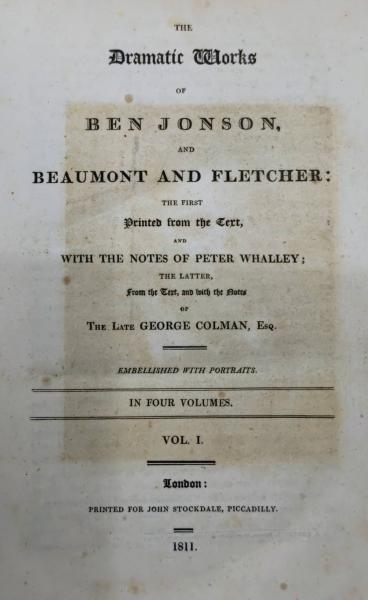 THE
Dramatic Works
OF
BEN JONSON,
AND
BEAUMONT AND FLETCHER:
THE FIRST
Printed from the Text,
AND
WITH THE NOTES OF PETER WHALLEY;
THE LATTER,
From the Text, and with the Notes
OF
THE LATE GEORGE COLMAN, ESQ.
EMBELLISHED WITH PORTRAITS.
IN FOUR VOLUMES.
VOL. I.
London:
PRINTED FOR JOHN STOCKDALE, PICCADILLY.
1811.